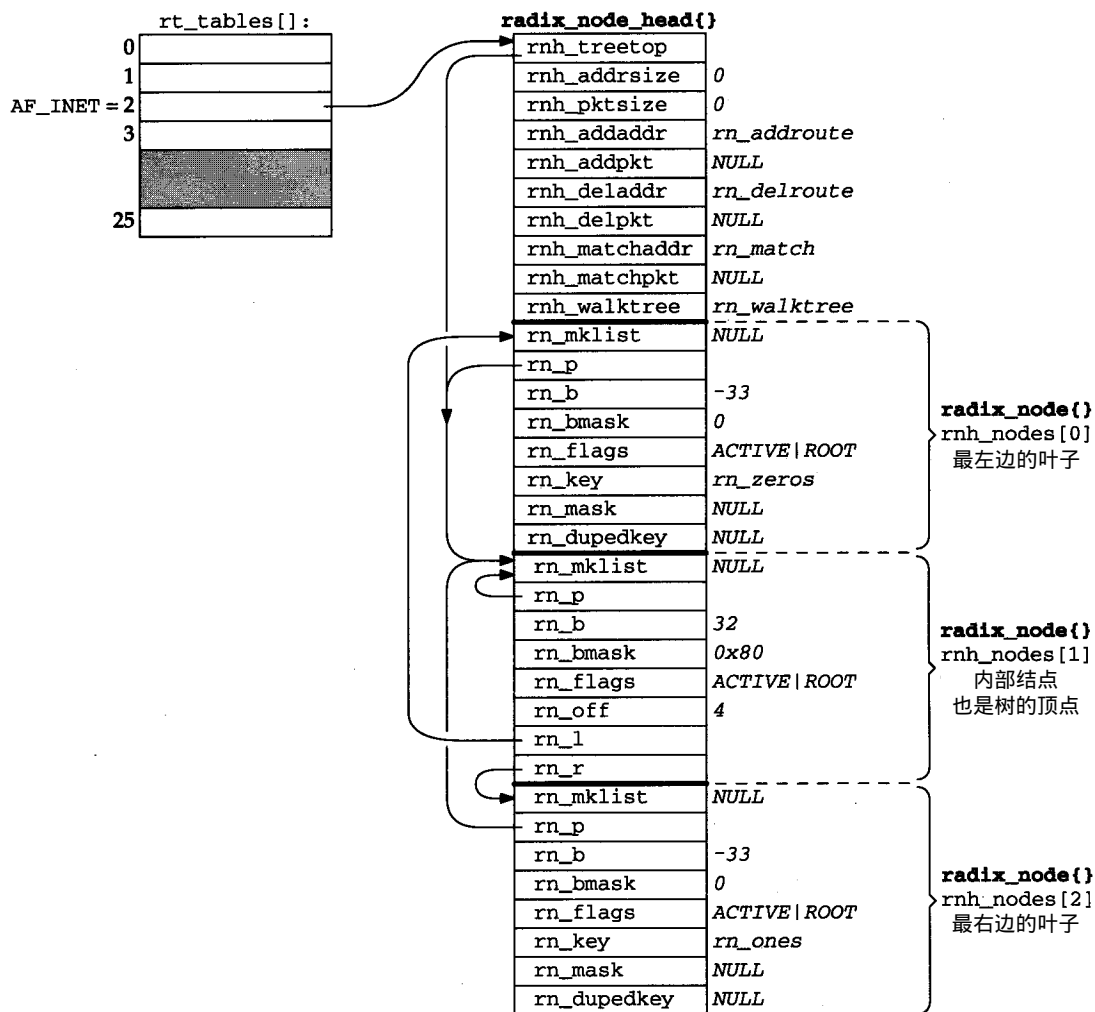 rt_tables[]:
0
1
AF_INET = 2
3
25
radix_node_head{}
rnh_treetop
rnh_addrsize 0
rnh_pktsize 0
rnh_addaddr rn_addroute
rnh_addpkt NULL
rnh_deladdr rn_delroute
rnh_delpkt NULL
rnh_matchaddr rn_match
rnh_matchpkt NULL
rnh_walktree rn_walktree
rn_mklist NULL
rn_p
rn_b -33
rn_bmask 0
rn_flags ACTIVE|ROOT
rn_key rn_zeros
rn_mask NULL
rn_dupedkey NULL
radix_node{}
rnh_nodes[0]
最左边的叶子
rn_mklist NULL
rn_p
rn_b 32
rn_bmask 0x80
rn_flags ACTIVE|ROOT
rn_off 4
rn_l
rn_r
radix_node{}
rnh_nodes[1]
内部结点
也是树的顶点
rn_mklist NULL
rn_p
rn_b -33
rn_bmask 0
rn_flags ACTIVE|ROOT
rn_key rn_ones
rn_mask NULL
rn_dupedkey NULL
radix_node{}
rnh_nodes[2]
最右边的叶子